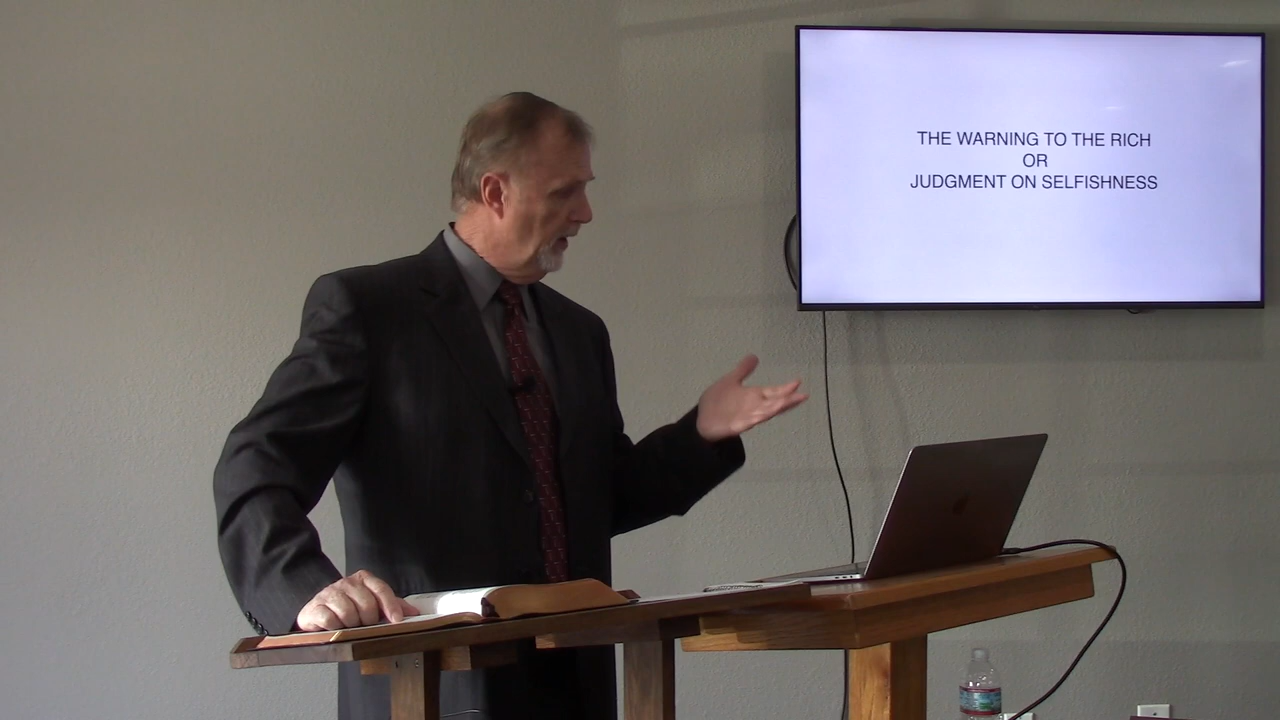 THE WARNING TO THE RICH
OR
JUDGMENT ON SELFISHNESS